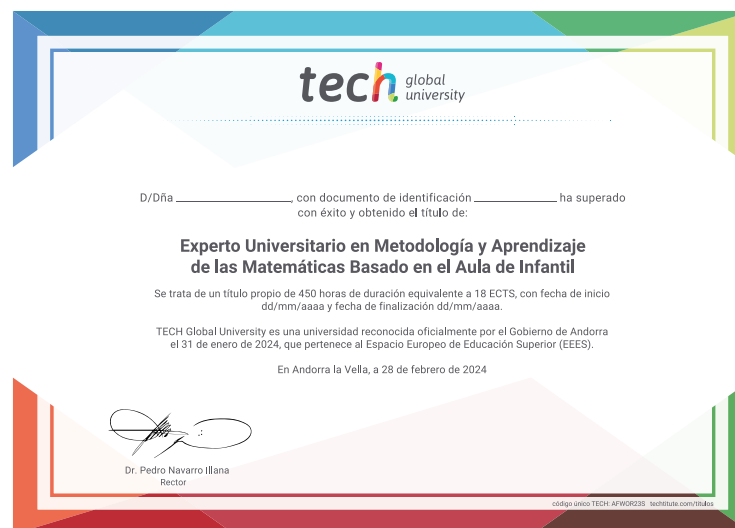 tech global
university
D/Dña ____________________, con documento de identificación ______________ ha superado
con éxito y obtenido el título de:
Experto Universitario en Metodología y Aprendizaje
de las Matemáticas Basado en el Aula de Infantil
Se trata de un título propio de 450 horas de duración equivalente a 18 ECTS, con fecha de inicio
dd/mm/aaaa y fecha de finalización dd/mm/aaaa.
TECH Global University es una universidad reconocida oficialmente por el Gobierno de Andorra
el 31 de enero de 2024, que pertenece al Espacio Europeo de Educación Superior (EEES).
En Andorra la Vella, a 28 de febrero de 2024
Dr. Pedro Navarro Illana
Rector
código único TECH: AFWOR23S techtitute.com/títulos